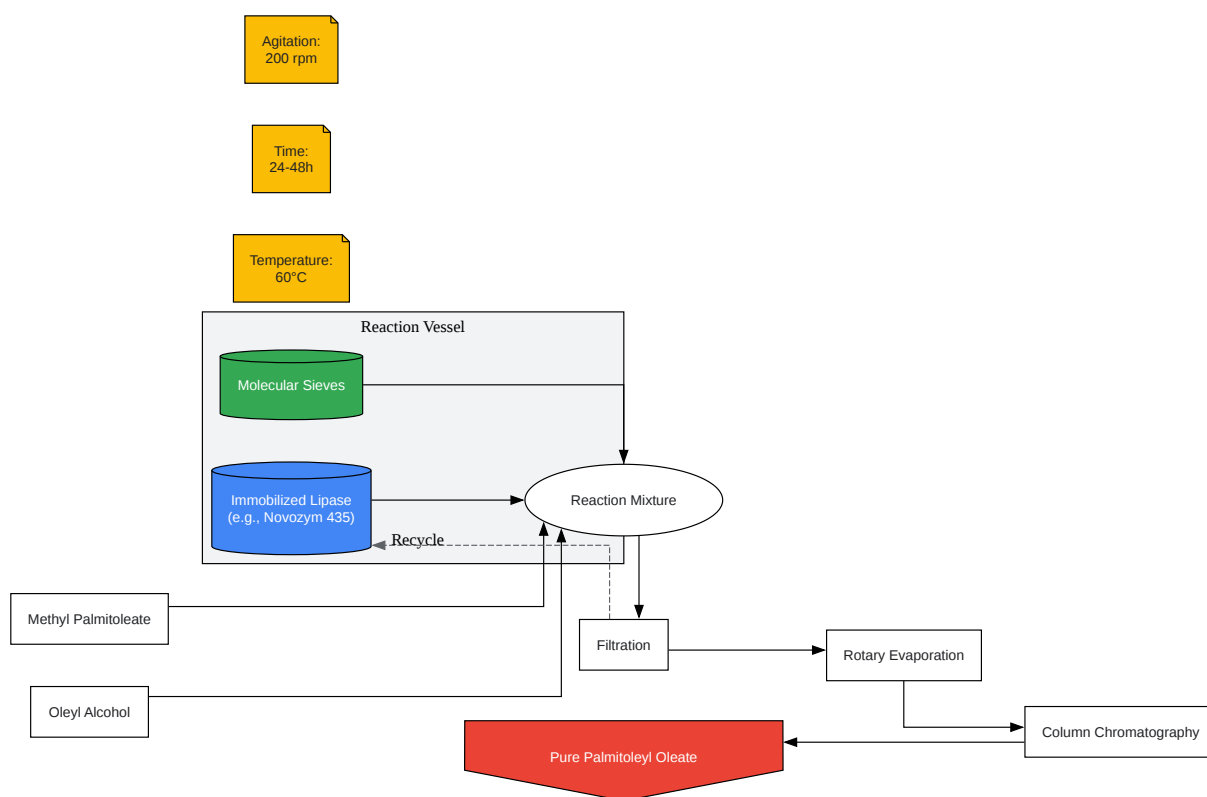 Agitation:
200 rpm
Time:
24-48h
Temperature:
60°C
Reaction Vessel
Molecular Sieves
Immobilized Lipase
(e.g., Novozym 435)
Reaction Mixture
Recycle
Methyl Palmitoleate
Filtration
Rotary Evaporation
Oleyl Alcohol
Column Chromatography
Pure Palmitoleyl Oleate